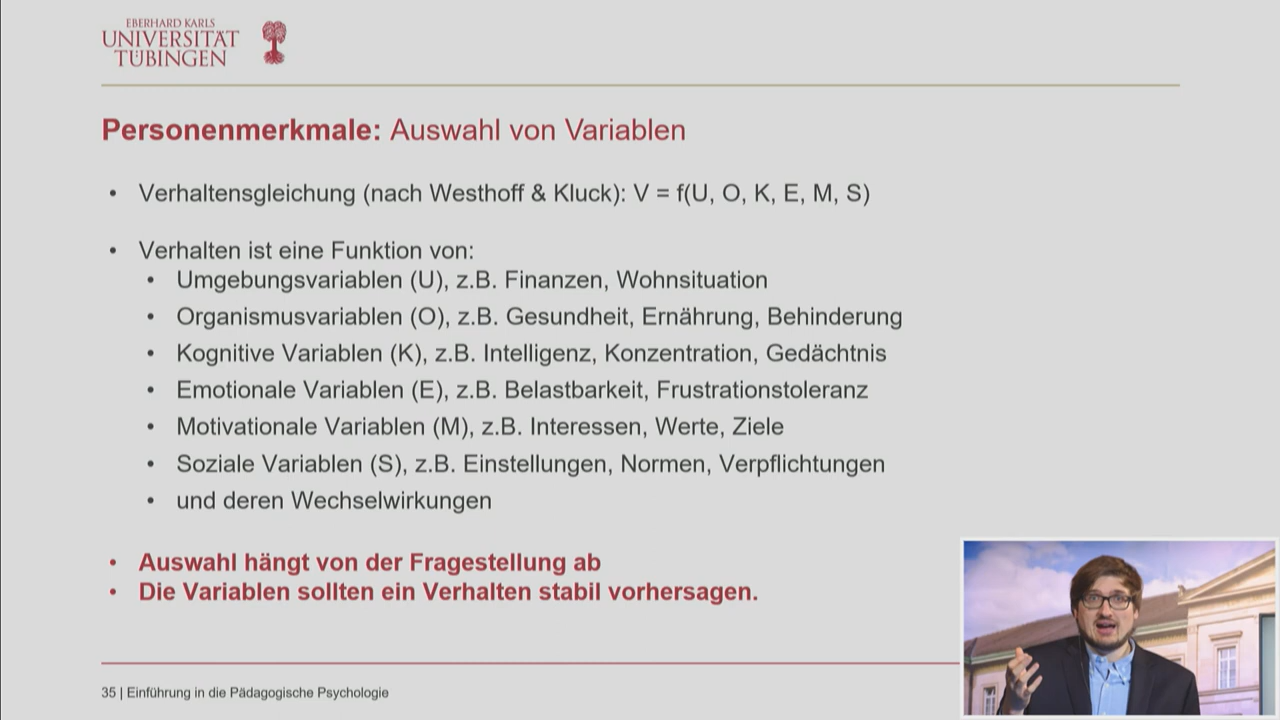 EBERHARD KARLS
UNIVERSITÄT
TÜBINGEN
Personenmerkmale: Auswahl von Variablen
• Verhaltensgleichung (nach Westhoff & Kluck): V = f(U, O, K, E, M, S)
• Verhalten ist eine Funktion von:
• Umgebungsvariablen (U), z.B. Finanzen, Wohnsituation
• Organismusvariablen (O), z.B. Gesundheit, Ernährung, Behinderung
• Kognitive Variablen (K), z.B. Intelligenz, Konzentration, Gedächtnis
• Emotionale Variablen (E), z.B. Belastbarkeit, Frustrationstoleranz
• Motivationale Variablen (M), z.B. Interessen, Werte, Ziele
• Soziale Variablen (S), z.B. Einstellungen, Normen, Verpflichtungen
• und deren Wechselwirkungen
• Auswahl hängt von der Fragestellung ab
• Die Variablen sollten ein Verhalten stabil vorhersagen.
35 | Einführung in die Pädagogische Psychologie